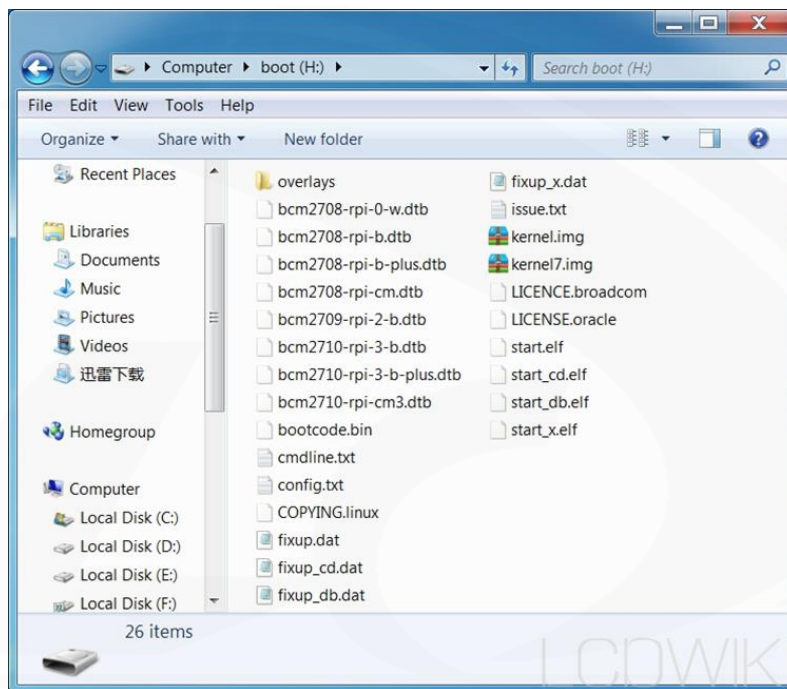 Computer ▸ boot (H:) ▸
Search boot (H:)
File Edit View Tools Help
Organize Share with New folder
Recent Places
Libraries
Documents
Music
Pictures
Videos
迅雷下载
Homegroup
Computer
Local Disk (C:)
Local Disk (D:)
Local Disk (E:)
Local Disk (F:)
overlays
bcm2708-rpi-0-w.dtb
bcm2708-rpi-b.dtb
bcm2708-rpi-b-plus.dtb
bcm2708-rpi-cm.dtb
bcm2709-rpi-2-b.dtb
bcm2710-rpi-3-b.dtb
bcm2710-rpi-3-b-plus.dtb
bcm2710-rpi-cm3.dtb
bootcode.bin
cmdline.txt
config.txt
COPYING.linux
fixup.dat
fixup_cd.dat
fixup_db.dat
fixup_x.dat
issue.txt
kernel.img
kernel7.img
LICENCE.broadcom
LICENSE.oracle
start.elf
start_cd.elf
start_db.elf
start_x.elf
26 items
LCDWIK